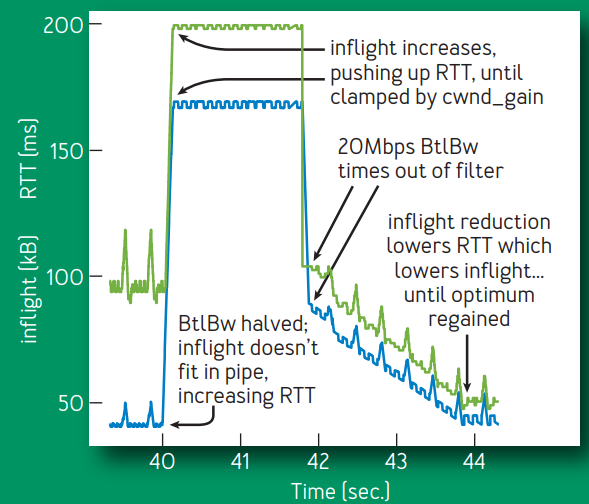 200
150
100
50
RTT (ms)
inflight (kB)
inflight increases,
pushing up RTT, until
clamped by cwnd_gain
20Mbps BtlBw
times out of filter
inflight reduction
lowers RTT which
lowers inflight...
until optimum
regained
BtlBw halved;
inflight doesn't
fit in pipe,
increasing RTT
40 41 42 43 44
Time (sec.)